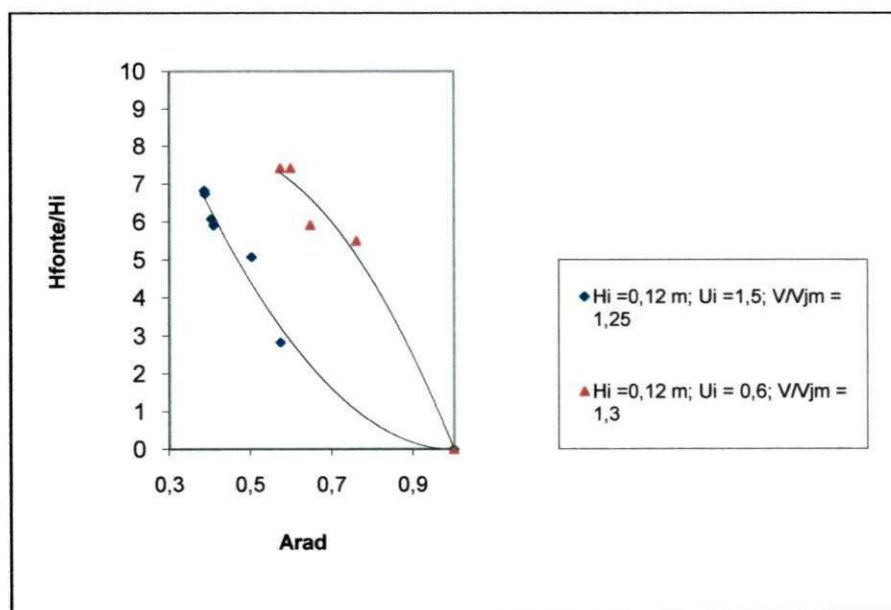 10
9
8
7
6
5
4
3
2
1
0
Hfonte/Hi
0,3 0,5 0,7 0,9
Arad
Hi =0,12 m; Ui =1,5; V/Vjm =
1,25
Hi =0,12 m; Ui = 0,6; V/Vjm =
1,3